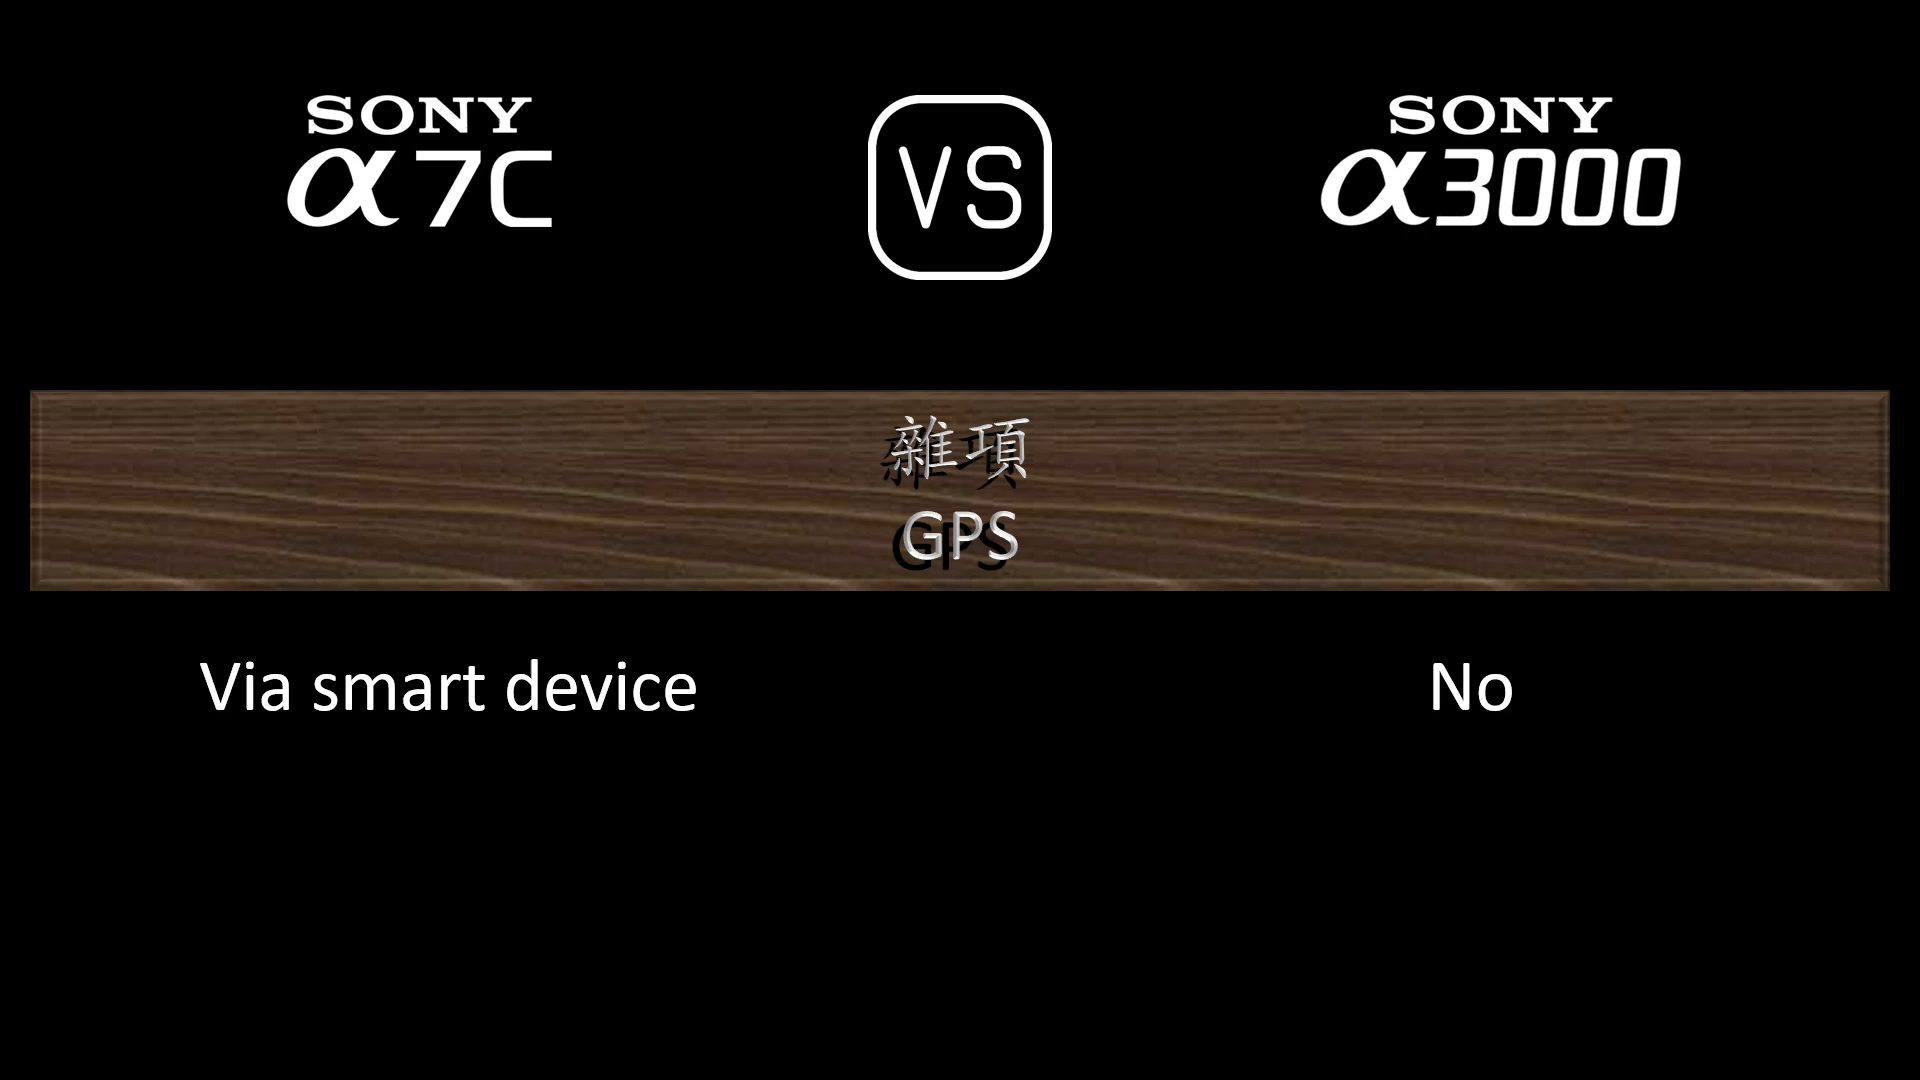 SONY
α7C
VS
SONY
α3000
雜項
GPS
Via smart device
No